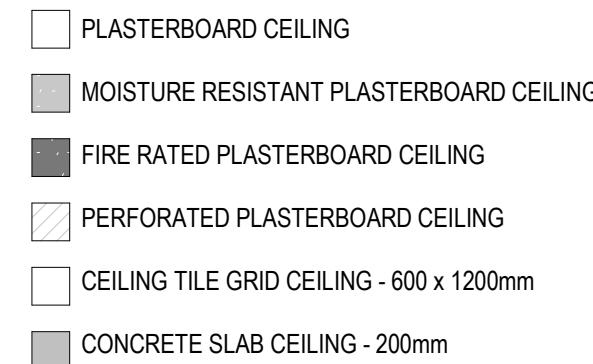 PLASTERBOARD CEILING
MOISTURE RESISTANT PLASTERBOARD CEILING
FIRE RATED PLASTERBOARD CEILING
PERFORATED PLASTERBOARD CEILING
CEILING TILE GRID CEILING - 600 x 1200mm
CONCRETE SLAB CEILING - 200mm